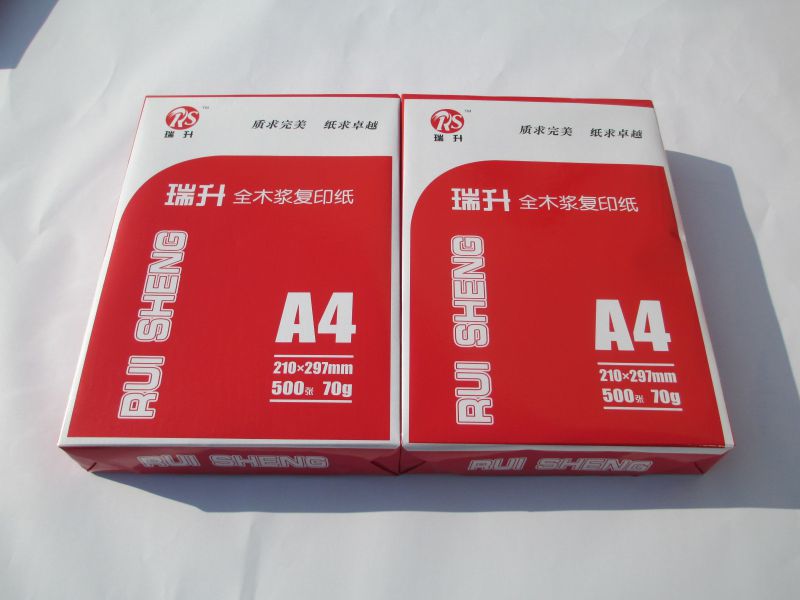 RS TM
瑞升
质求完美 纸求卓越
瑞升 全木浆复印纸
RUI SHENG
A4
210×297mm
500张 70g
RUI SHENG
RS TM
瑞升
质求完美 纸求卓越
瑞升 全木浆复印纸
RUI SHENG
A4
210×297mm
500张 70g
RUI SHENG